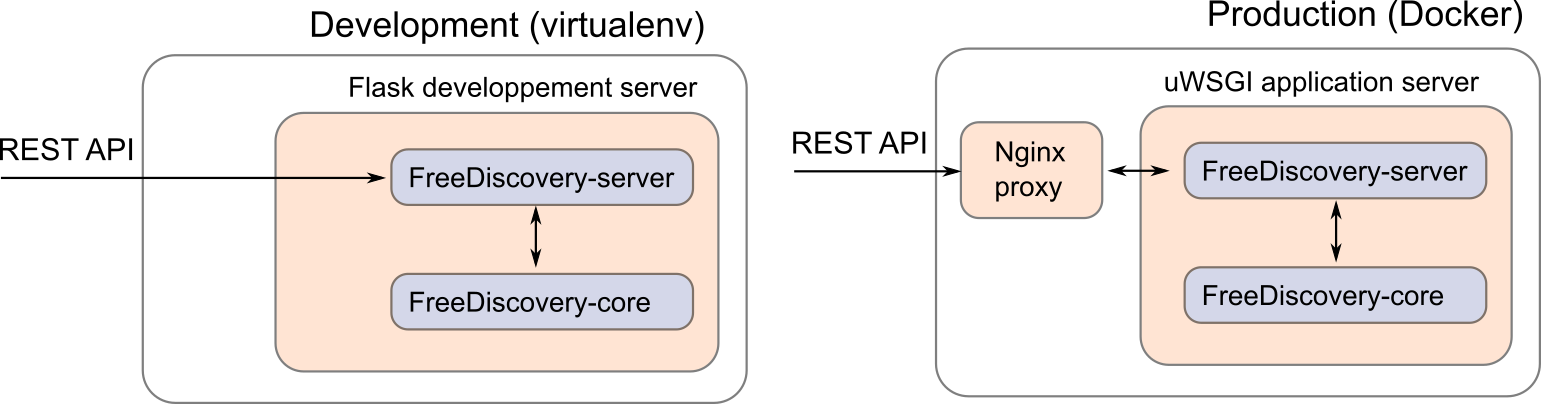 Development (virtualenv)
Flask developpement server
REST API
FreeDiscovery-server
FreeDiscovery-core
Production (Docker)
uWSGI application server
REST API
Nginx
proxy
FreeDiscovery-server
FreeDiscovery-core